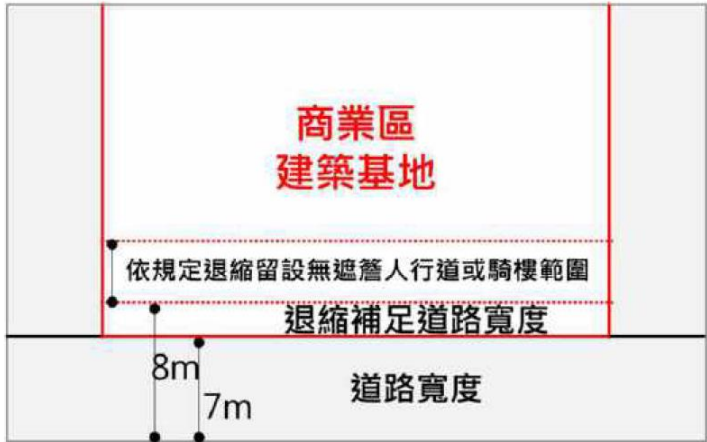 商業區
建築基地
依規定退縮留設無遮簷人行道或騎樓範圍
退縮補足道路寬度
8m
7m
道路寬度